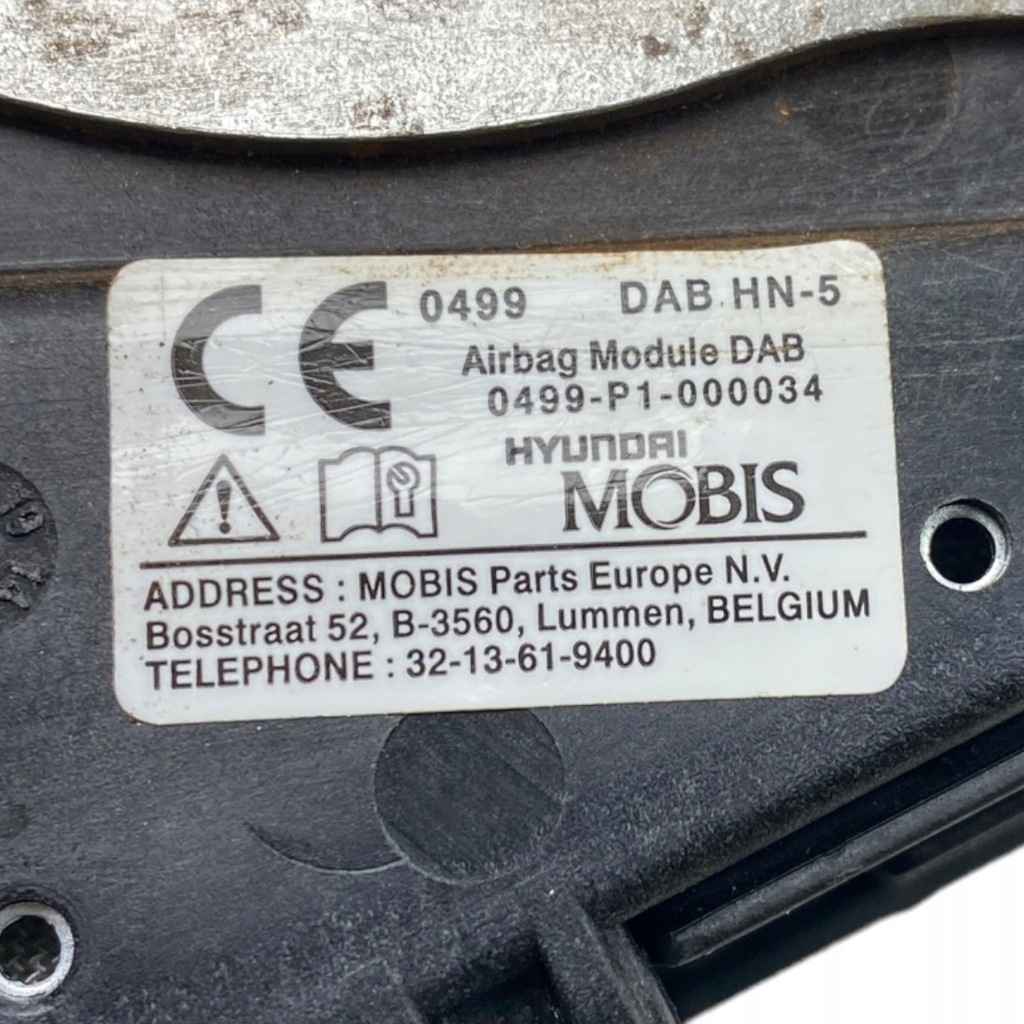 CE 0499 DAB HN-5
Airbag Module DAB
0499-P1-000034
HYUNDAI
MOBIS
ADDRESS : MOBIS Parts Europe N.V.
Bosstraat 52, B-3560, Lummen, BELGIUM
TELEPHONE : 32-13-61-9400